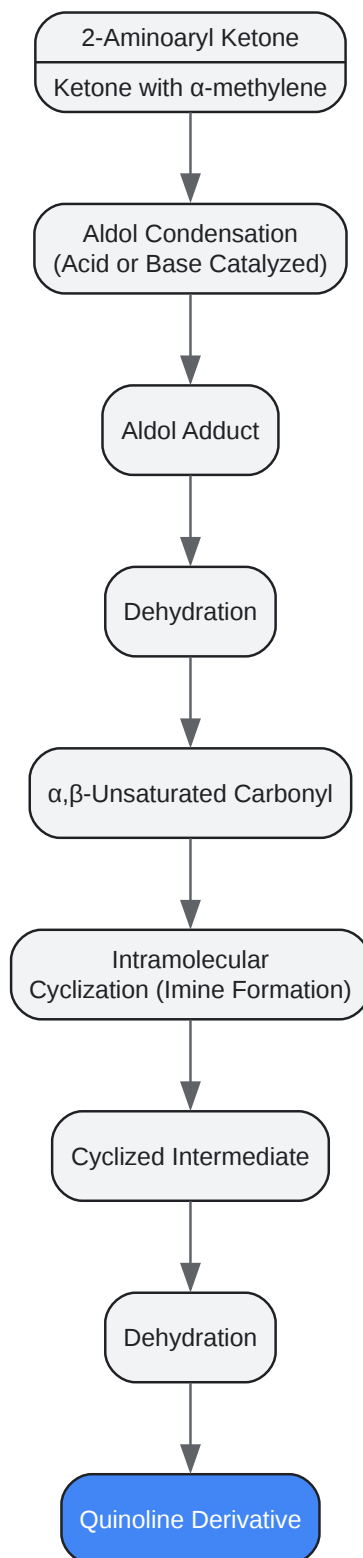 2-Aminoaryl Ketone
Ketone with α-methylene
Aldol Condensation
(Acid or Base Catalyzed)
Aldol Adduct
Dehydration
α,β-Unsaturated Carbonyl
Intramolecular
Cyclization (Imine Formation)
Cyclized Intermediate
Dehydration
Quinoline Derivative